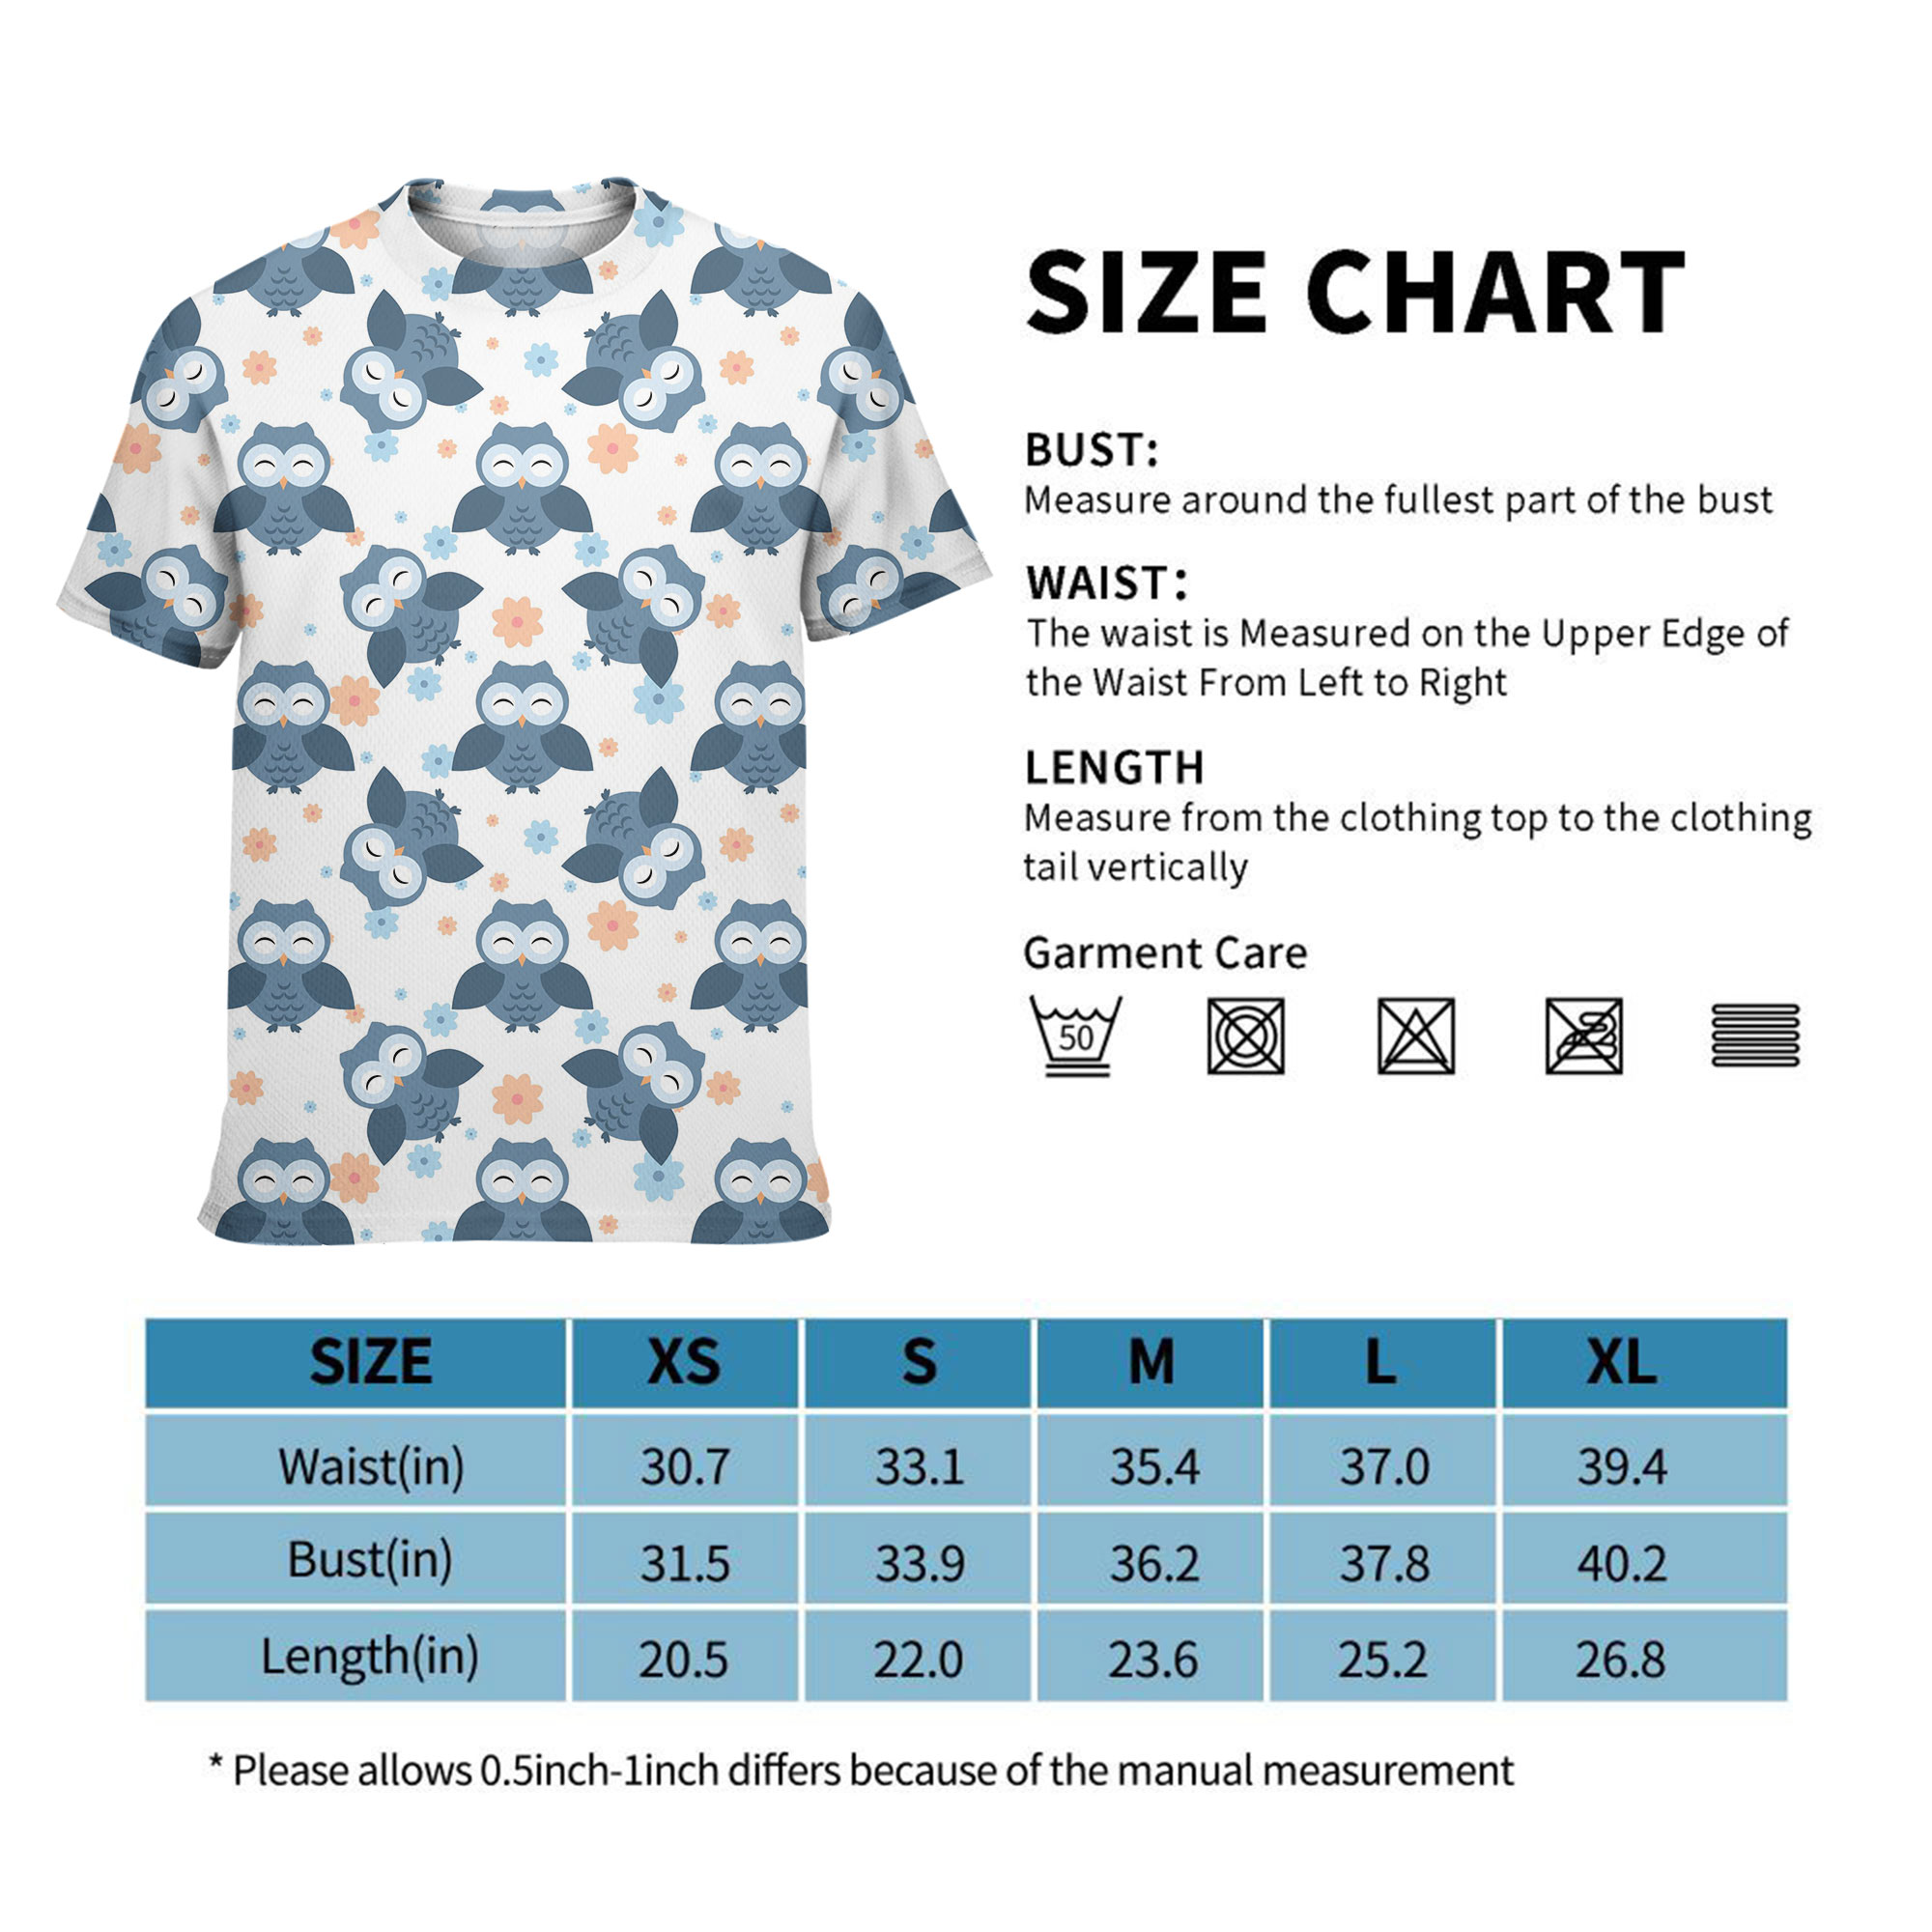 SIZE CHART
BUST:
Measure around the fullest part of the bust
WAIST:
The waist is Measured on the Upper Edge of
the Waist From Left to Right
LENGTH
Measure from the clothing top to the clothing
tail vertically
Garment Care
50
SIZE XS S M L XL
Waist(in) 30.7 33.1 35.4 37.0 39.4
Bust(in) 31.5 33.9 36.2 37.8 40.2
Length(in) 20.5 22.0 23.6 25.2 26.8
* Please allows 0.5inch-1inch differs because of the manual measurement